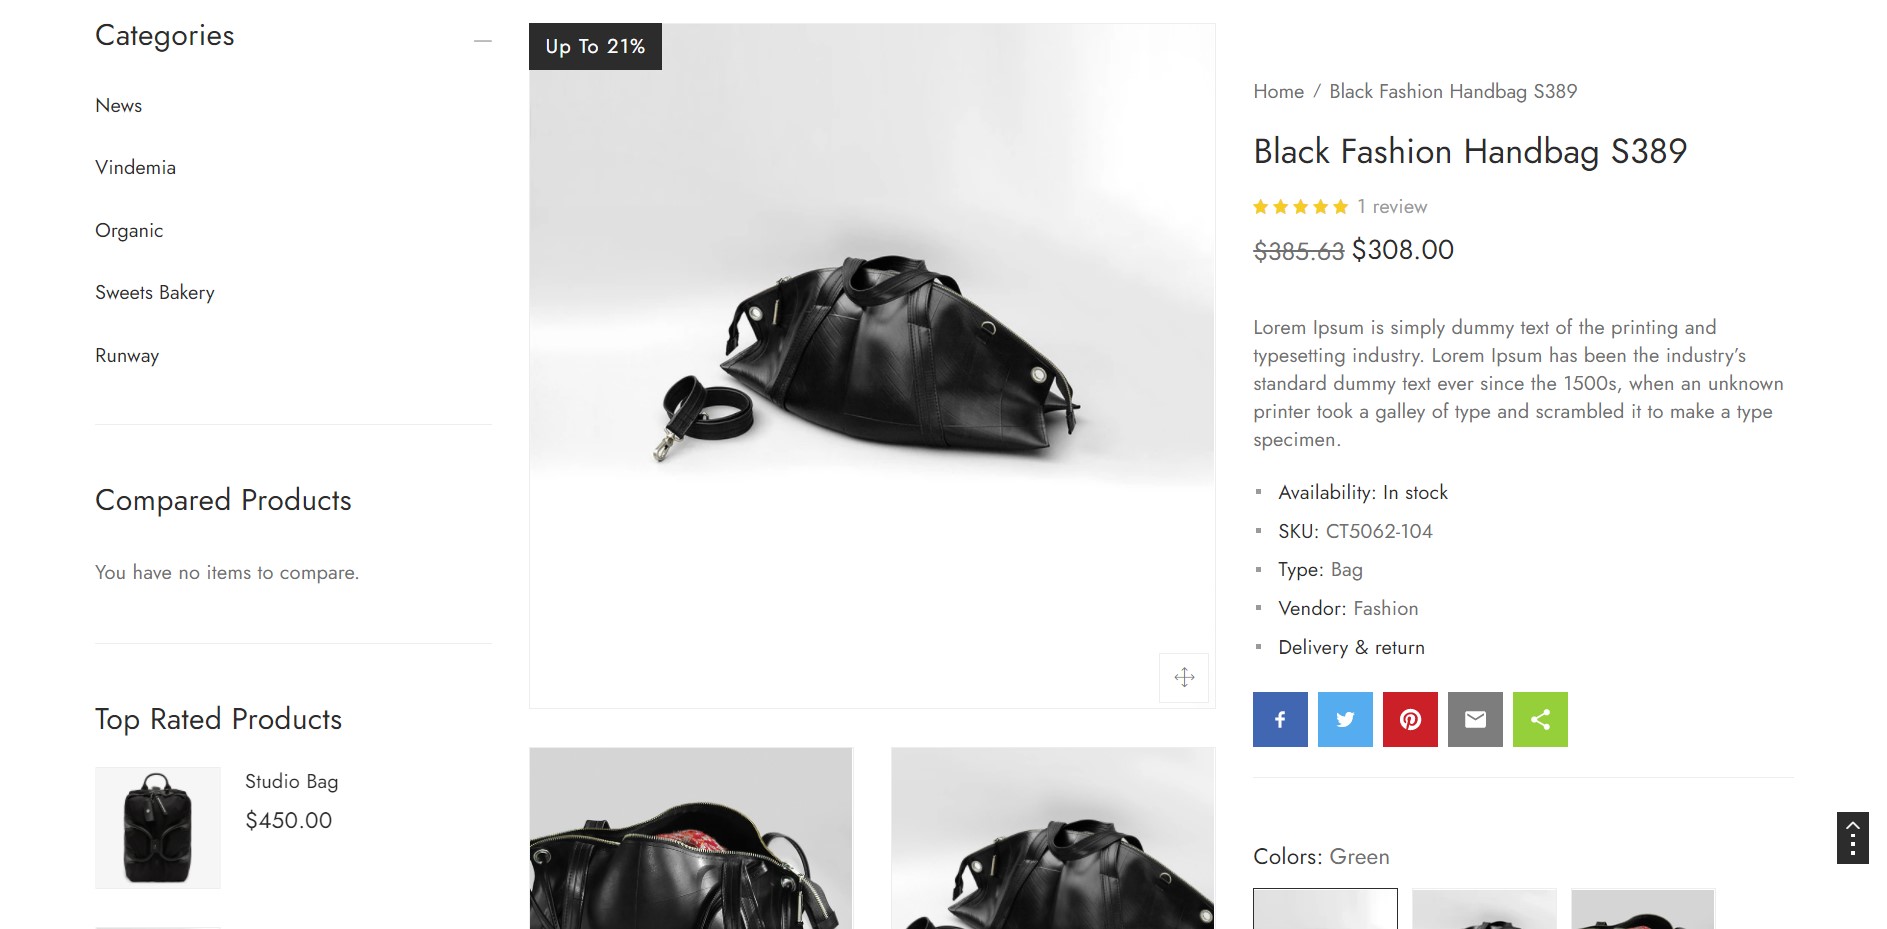 Categories
News
Vindemia
Organic
Sweets Bakery
Runway
Compared Products
You have no items to compare.
Top Rated Products
Studio Bag
$450.00
Up To 21%
Home / Black Fashion Handbag S389
Black Fashion Handbag S389
1 review
$385.63 $308.00
Lorem Ipsum is simply dummy text of the printing and
typesetting industry. Lorem Ipsum has been the industry’s
standard dummy text ever since the 1500s, when an unknown
printer took a galley of type and scrambled it to make a type
specimen.
Availability: In stock
SKU: CT5062-104
Type: Bag
Vendor: Fashion
Delivery & return
Colors: Green